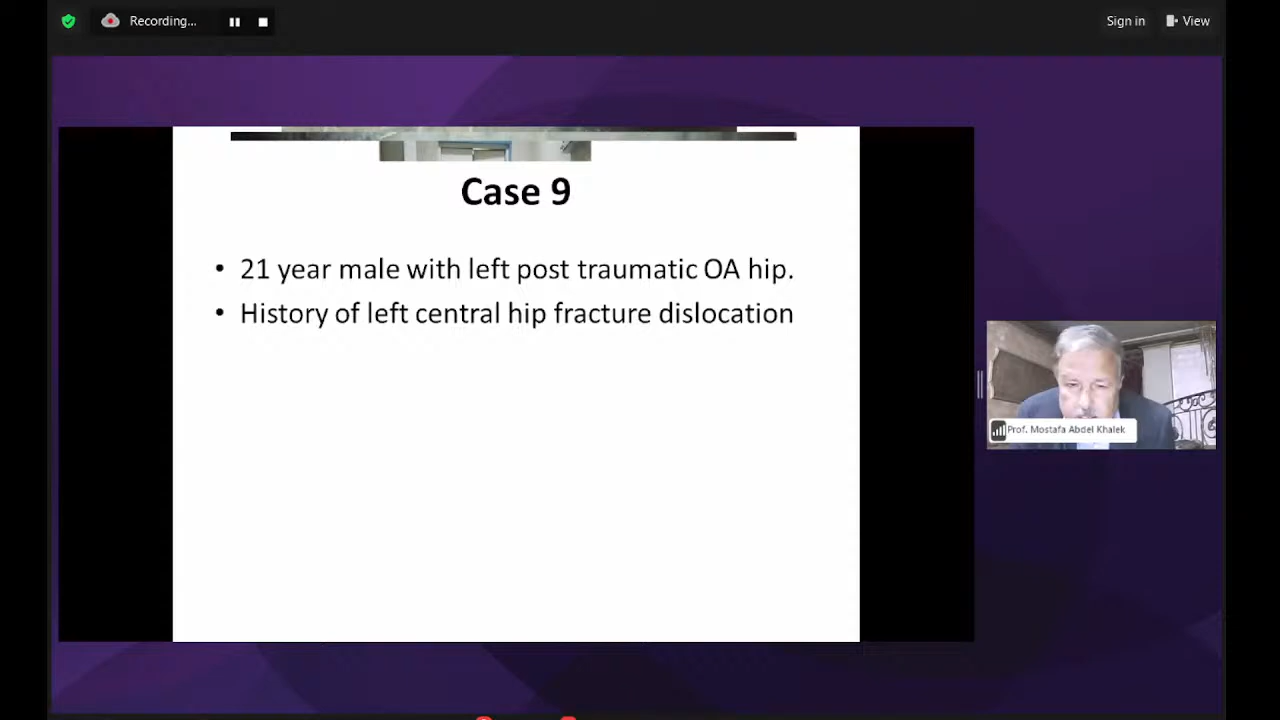 Recording...
Sign in
View
Case 9
• 21 year male with left post traumatic OA hip.
• History of left central hip fracture dislocation
Prof. Mostafa Abdel Khalek